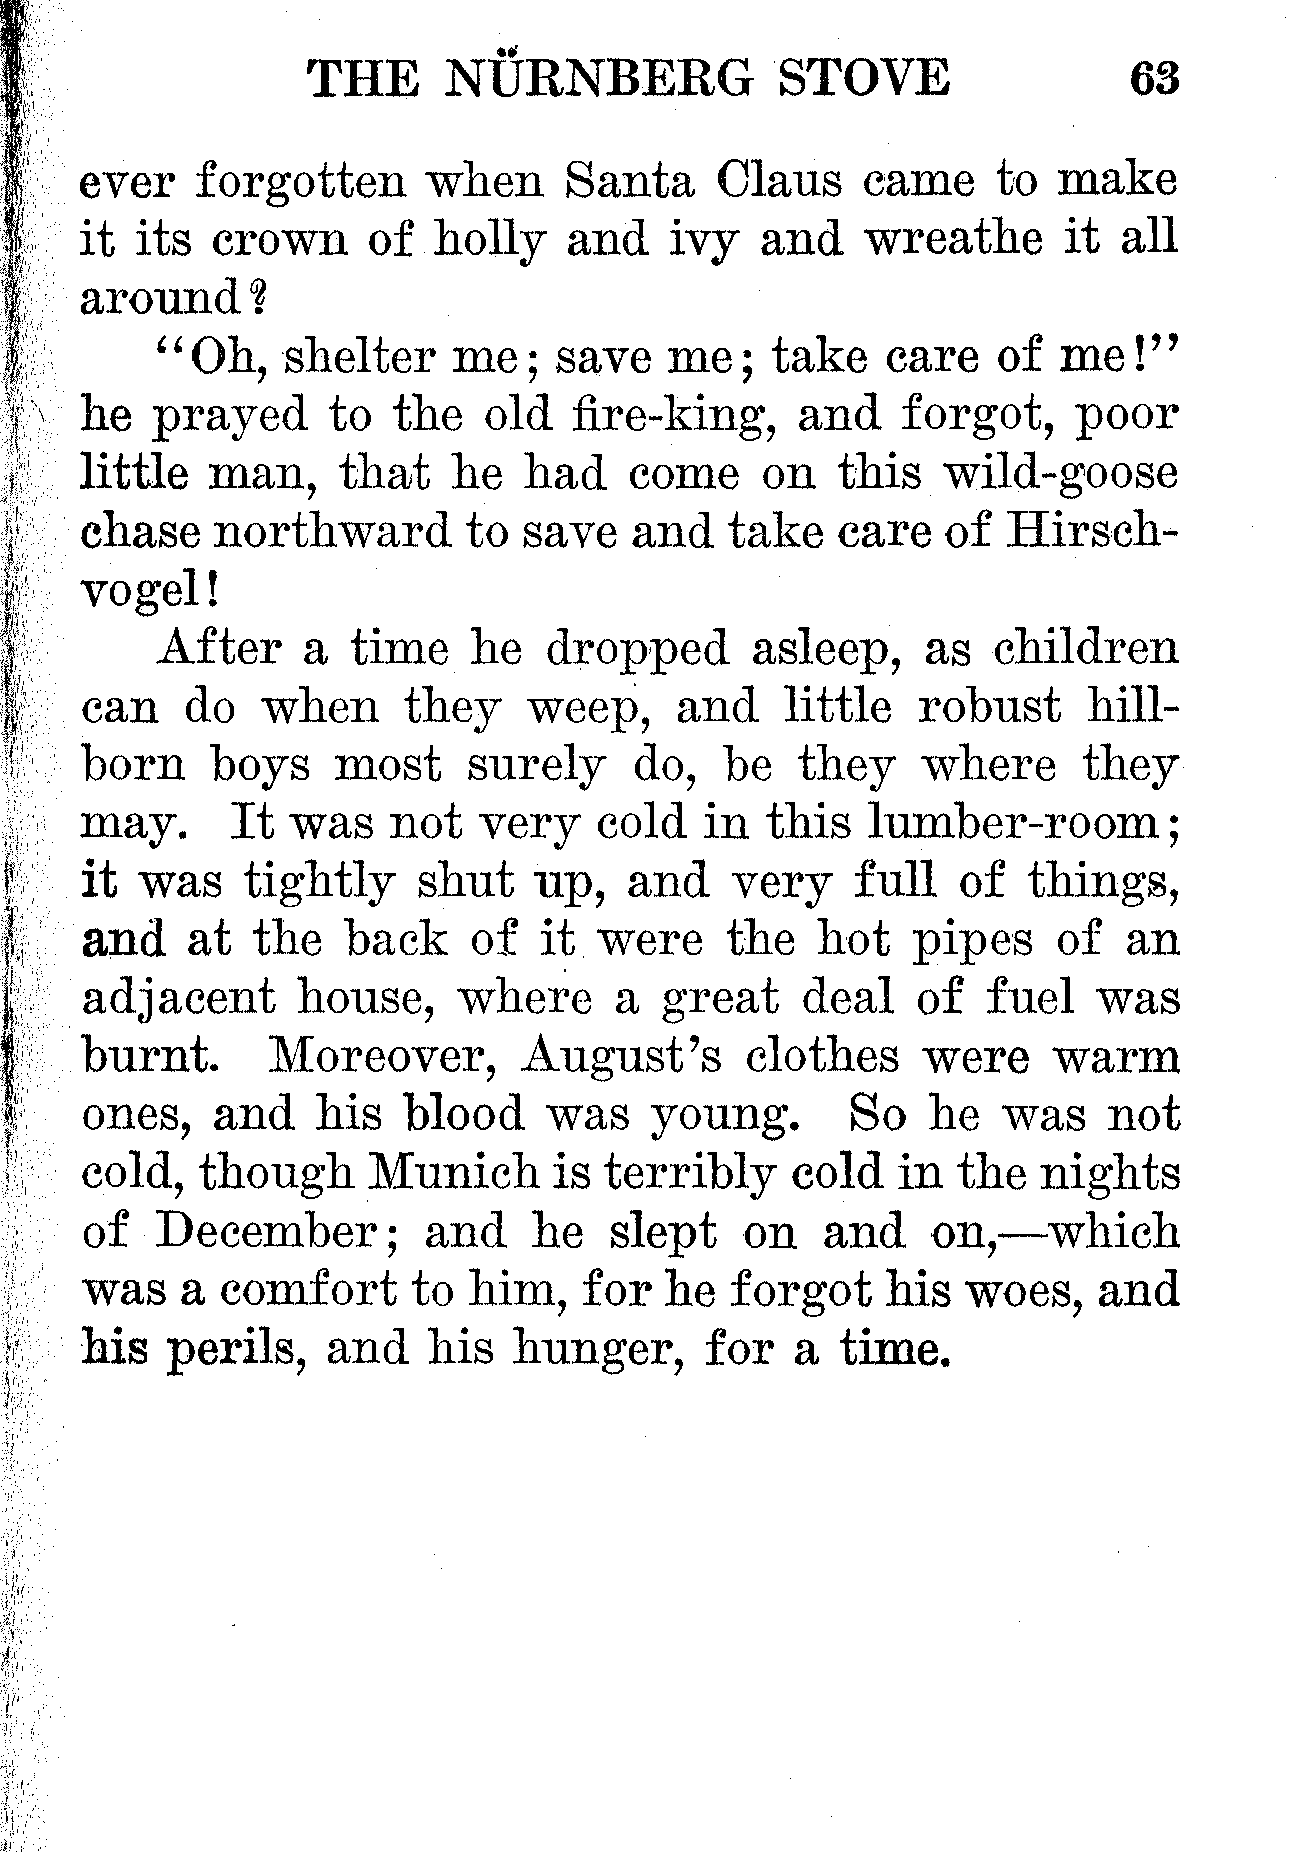 THE NÜRNBERG STOVE 63
ever forgotten when Santa Claus came to make
it its crown of holly and ivy and wreathe it all
around?
"Oh, shelter me; save me; take care of me!"
he prayed to the old fire-king, and forgot, poor
little man, that he had come on this wild-goose
chase northward to save and take care of Hirsch-
vogel!
After a time he dropped asleep, as children
can do when they weep, and little robust hill-
born boys most surely do, be they where they
may. It was not very cold in this lumber-room;
it was tightly shut up, and very full of things,
and at the back of it were the hot pipes of an
adjacent house, where a great deal of fuel was
burnt. Moreover, August's clothes were warm
ones, and his blood was young. So he was not
cold, though Munich is terribly cold in the nights
of December; and he slept on and on,—which
was a comfort to him, for he forgot his woes, and
his perils, and his hunger, for a time.